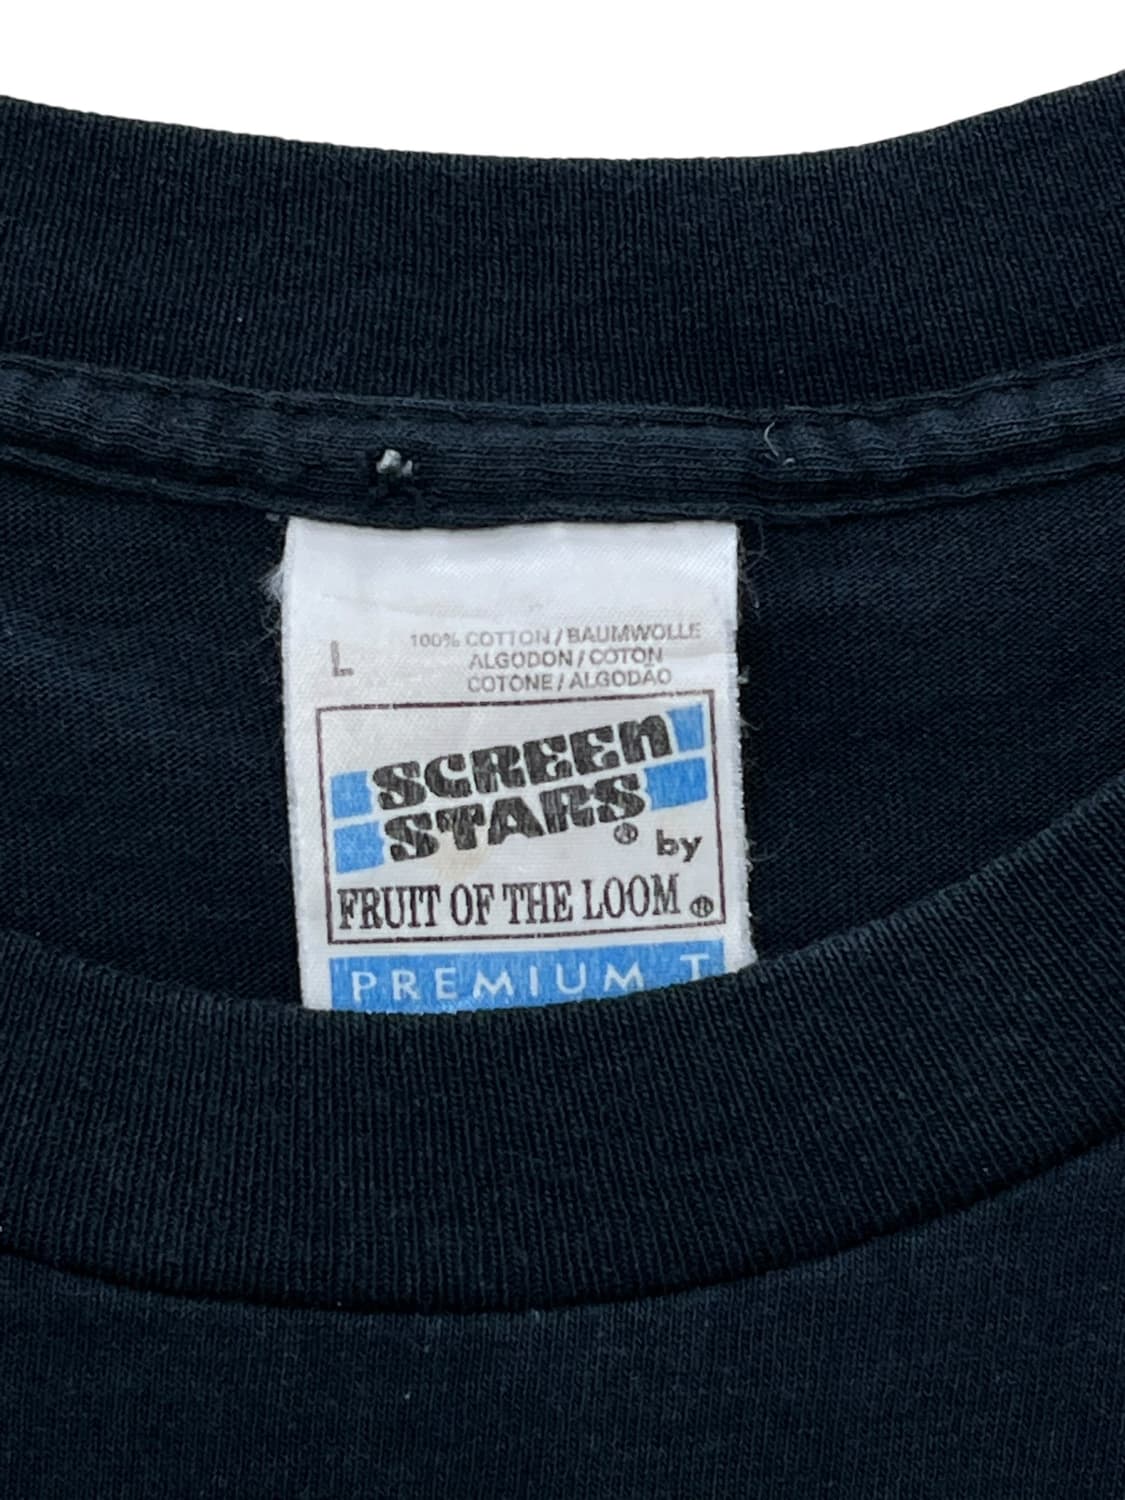 L
100% COTTON / BAUMWOLLE
ALGODON / COTON
COTONE / ALGODÃO
SCREEN
STARS®
by
FRUIT OF THE LOOM ®
PREMIUM T